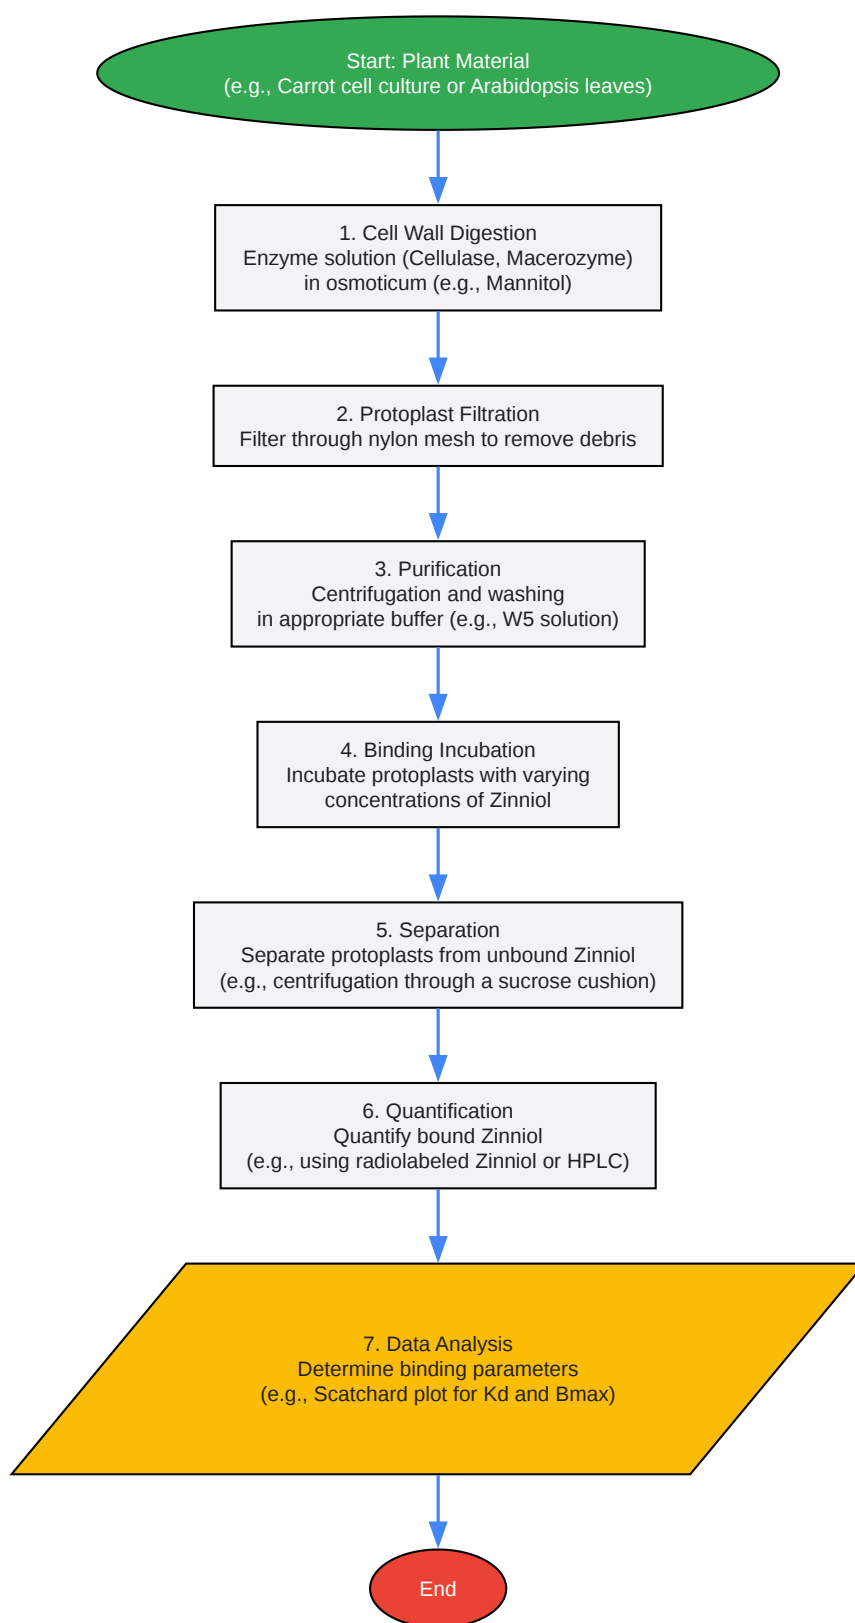 Start: Plant Material
(e.g., Carrot cell culture or Arabidopsis leaves)
1. Cell Wall Digestion
Enzyme solution (Cellulase, Macerozyme)
in osmoticum (e.g., Mannitol)
2. Protoplast Filtration
Filter through nylon mesh to remove debris
3. Purification
Centrifugation and washing
in appropriate buffer (e.g., W5 solution)
4. Binding Incubation
Incubate protoplasts with varying
concentrations of Zinniol
5. Separation
Separate protoplasts from unbound Zinniol
(e.g., centrifugation through a sucrose cushion)
6. Quantification
Quantify bound Zinniol
(e.g., using radiolabeled Zinniol or HPLC)
7. Data Analysis
Determine binding parameters
(e.g., Scatchard plot for Kd and Bmax)
End